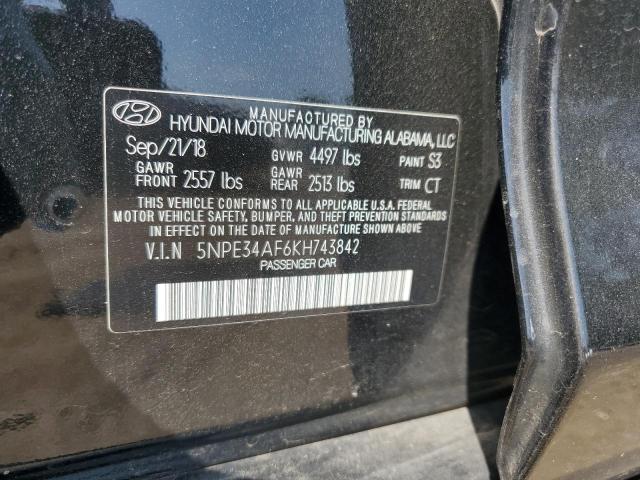 MANUFACTURED BY
HYUNDAI MOTOR MANUFACTURING ALABAMA, LLC
Sep/21/18 GVWR 4497 lbs PAINT S3
GAWR FRONT 2557 lbs GAWR REAR 2513 lbs TRIM CT
THIS VEHICLE CONFORMS TO ALL APPLICABLE U.S.A. FEDERAL
MOTOR VEHICLE SAFETY, BUMPER, AND THEFT PREVENTION STANDARDS
IN EFFECT ON THE DATE OF MANUFACTURE SHOWN ABOVE.
V.I.N 5NPE34AF6KH743842
PASSENGER CAR